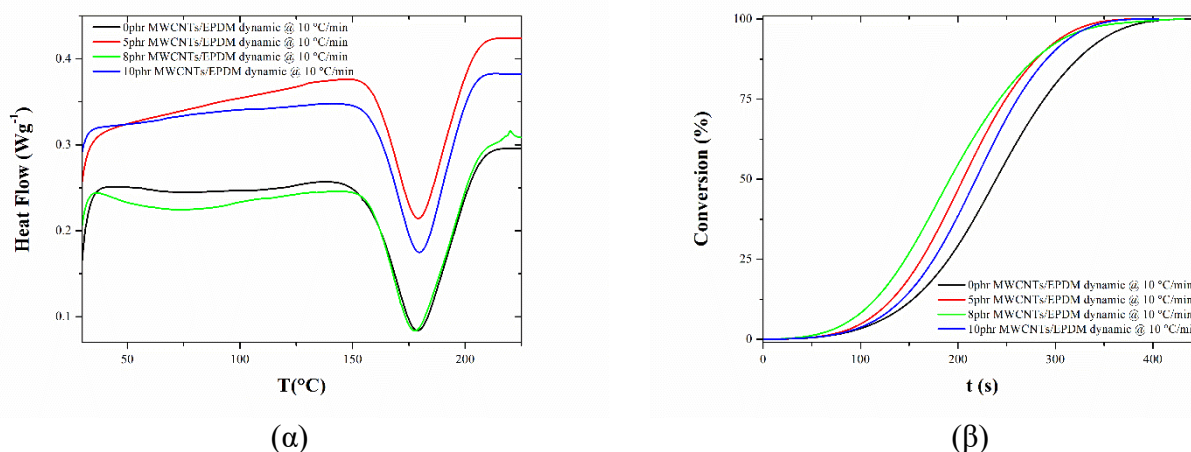 0phr MWCNTs/EPDM dynamic @ 10 °C/min
5phr MWCNTs/EPDM dynamic @ 10 °C/min
8phr MWCNTs/EPDM dynamic @ 10 °C/min
10phr MWCNTs/EPDM dynamic @ 10 °C/min
Heat Flow (Wg⁻¹)
0.4
0.3
0.2
0.1
50
100
150
200
T(°C)
(α)
Conversion (%)
100
75
50
25
0
0phr MWCNTs/EPDM dynamic @ 10 °C/min
5phr MWCNTs/EPDM dynamic @ 10 °C/min
8phr MWCNTs/EPDM dynamic @ 10 °C/min
10phr MWCNTs/EPDM dynamic @ 10 °C/min
0
100
200
300
400
t (s)
(β)